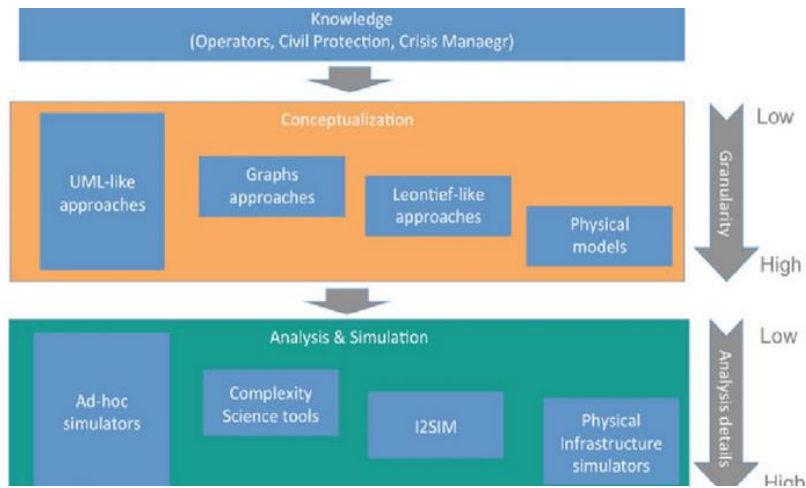 Knowledge
(Operators, Civil Protection, Crisis Manaegr)
Conceptualization
UML-like
approaches
Graphs
approaches
Leontief-like
approaches
Physical
models
Low
Granularity
High
Analysis & Simulation
Ad-hoc
simulators
Complexity
Science tools
I2SIM
Physical
Infrastructure
simulators
Low
Analysis details
High